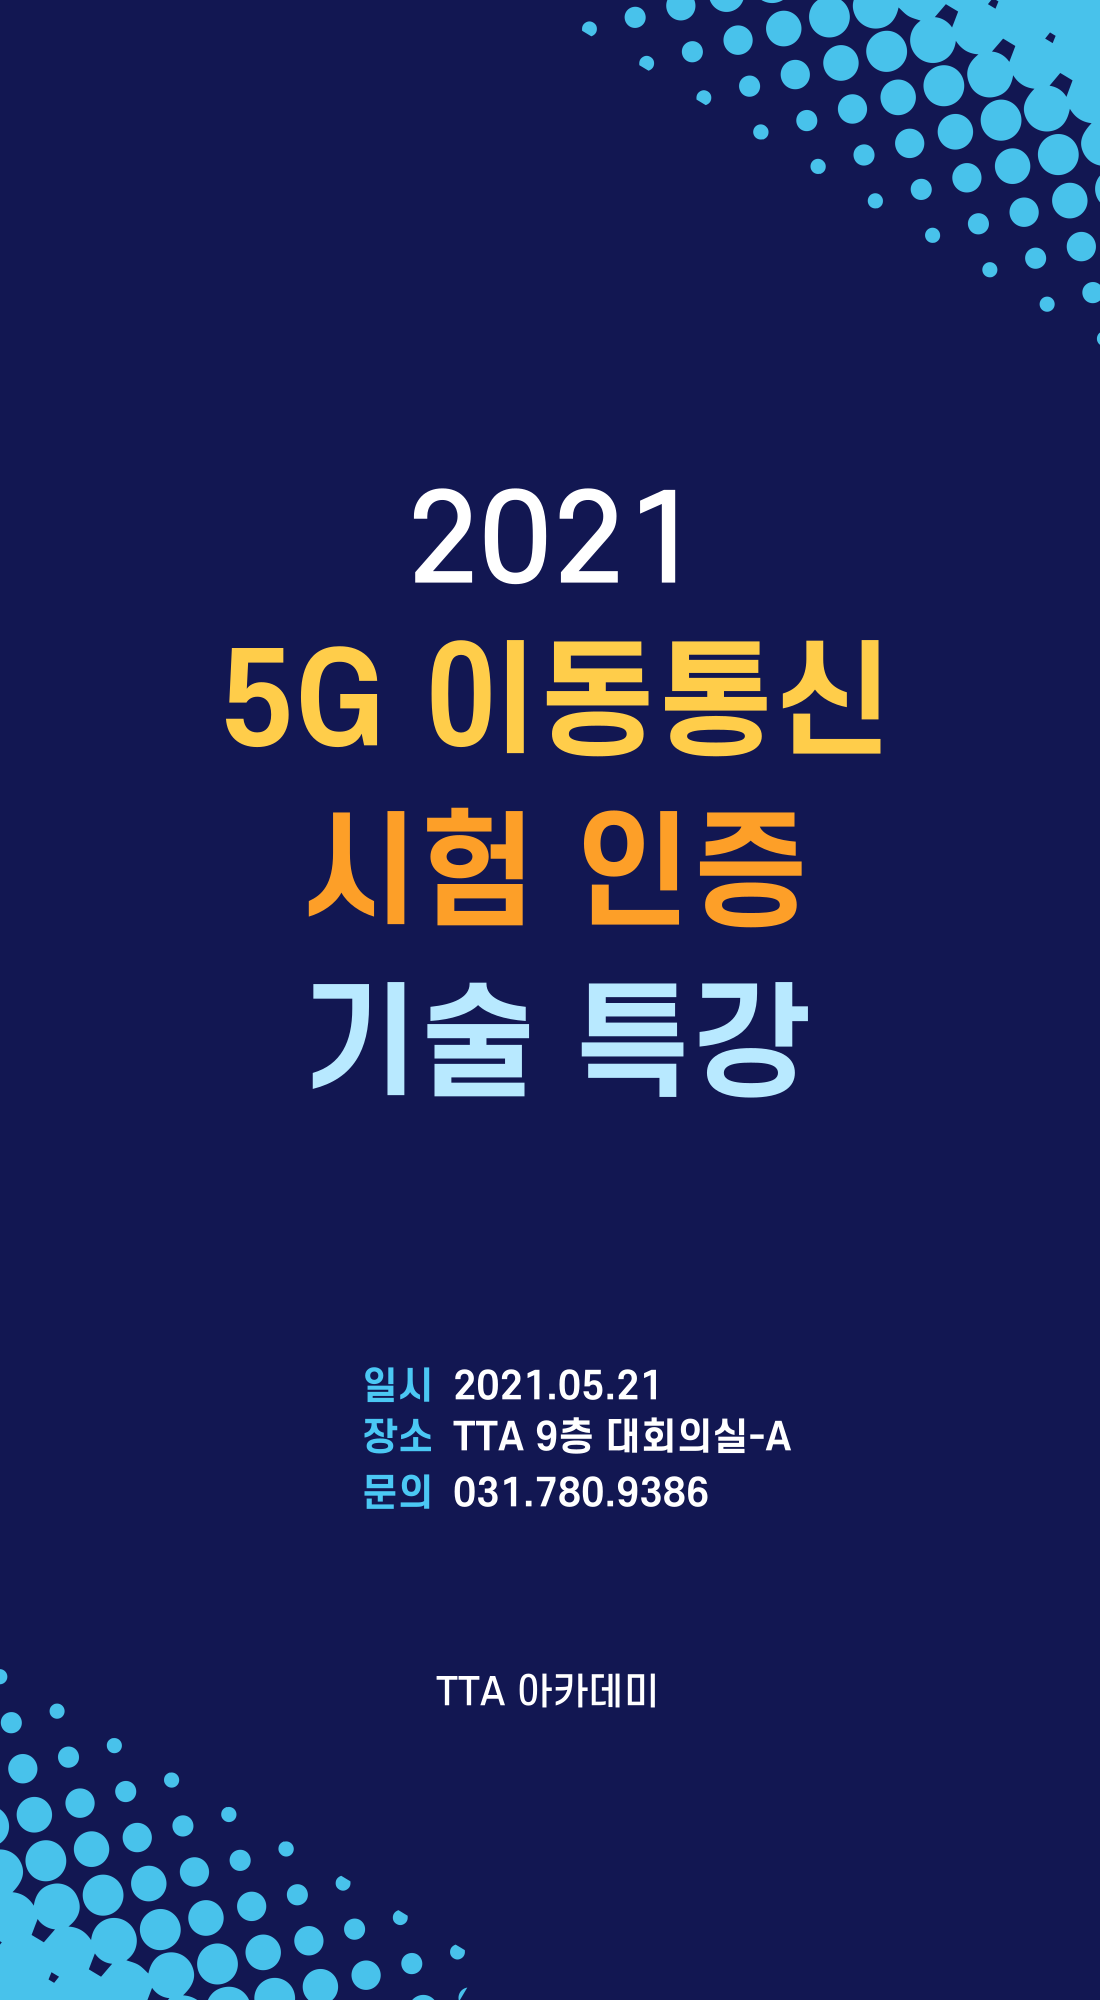 2021
5G 이동통신
시험 인증
기술 특강
일시 2021.05.21
장소 TTA 9층 대회의실-A
문의 031.780.9386
TTA 아카데미